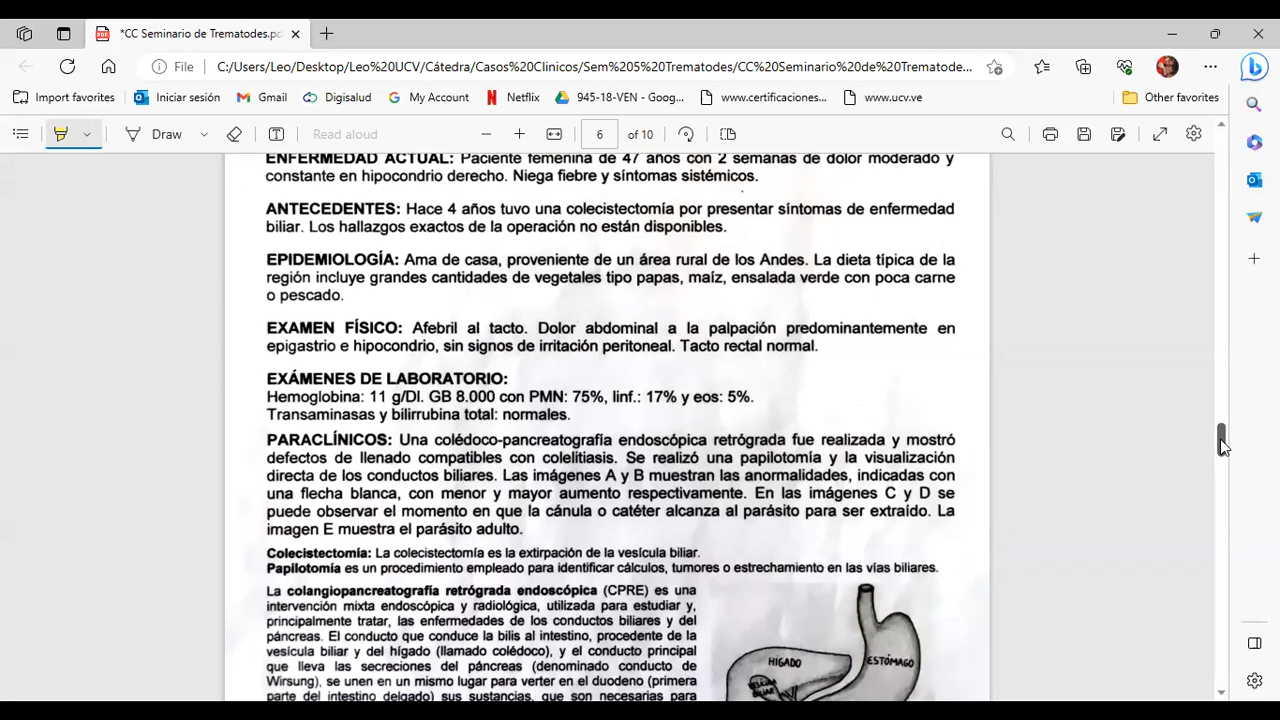 *CC Seminario de Trematodes.pd
File
C:/Users/Leo/Desktop/Leo%20UCV/Cátedra/Casos%20Clínicos/Sem%205%20Trematodes/CC%20Seminario%20de%20Trematode...
Import favorites
Iniciar sesión
Gmail
Digisalud
My Account
Netflix
945-18-VEN - Goog...
www.certificaciones...
www.ucv.ve
Other favorites
Draw
Read aloud
6
of 10
ENFERMEDAD ACTUAL: Paciente femenina de 47 años con 2 semanas de dolor moderado y
constante en hipocondrio derecho. Niega fiebre y síntomas sistémicos.
ANTECEDENTES: Hace 4 años tuvo una colecistectomía por presentar síntomas de enfermedad
biliar. Los hallazgos exactos de la operación no están disponibles.
EPIDEMIOLOGÍA: Ama de casa, proveniente de un área rural de los Andes. La dieta típica de la
región incluye grandes cantidades de vegetales tipo papas, maíz, ensalada verde con poca carne
o pescado.
EXAMEN FÍSICO: Afebril al tacto. Dolor abdominal a la palpación predominantemente en
epigastrio e hipocondrio, sin signos de irritación peritoneal. Tacto rectal normal.
EXÁMENES DE LABORATORIO:
Hemoglobina: 11 g/Dl. GB 8.000 con PMN: 75%, linf.: 17% y eos: 5%.
Transaminasas y bilirrubina total: normales.
PARACLÍNICOS: Una colédoco-pancreatografía endoscópica retrógrada fue realizada y mostró
defectos de llenado compatibles con colelitiasis. Se realizó una papilotomía y la visualización
directa de los conductos biliares. Las imágenes A y B muestran las anormalidades, indicadas con
una flecha blanca, con menor y mayor aumento respectivamente. En las imágenes C y D se
puede observar el momento en que la cánula o catéter alcanza al parásito para ser extraído. La
imagen E muestra el parásito adulto.
Colecistectomía: La colecistectomía es la extirpación de la vesícula biliar.
Papilotomía es un procedimiento empleado para identificar cálculos, tumores o estrechamiento en las vías biliares.
La colangiopancreatografía retrógrada endoscópica (CPRE) es una
intervención mixta endoscópica y radiológica, utilizada para estudiar y,
principalmente tratar, las enfermedades de los conductos biliares y del
páncreas. El conducto que conduce la bilis al intestino, procedente de la
vesícula biliar y del hígado (llamado colédoco), y el conducto principal
que lleva las secreciones del páncreas (denominado conducto de
Wirsung), se unen en un mismo lugar para verter en el duodeno (primera
parte del intestino delgado) sus sustancias, que son necesarias para
HÍGADO
ESTÓMAGO
VESÍCULA
BILIAR